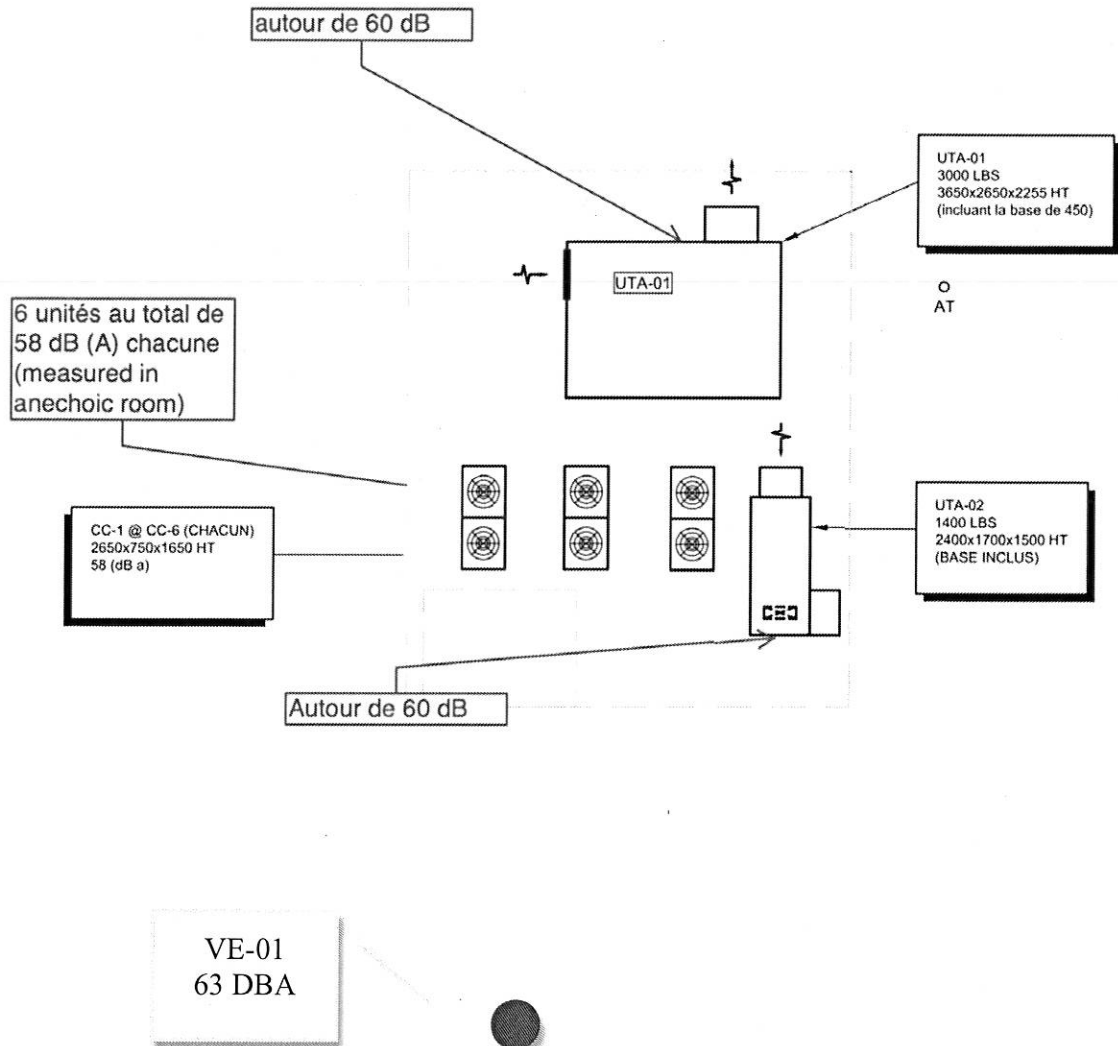 autour de 60 dB
UTA-01
3000 LBS
3650x2650x2255 HT
(incluant la base de 450)
UTA-01
O
AT
6 unités au total de
58 dB (A) chacune
(measured in
anechoic room)
CC-1 @ CC-6 (CHACUN)
2650x750x1650 HT
58 (dB a)
UTA-02
1400 LBS
2400x1700x1500 HT
(BASE INCLUS)
Autour de 60 dB
VE-01
63 DBA